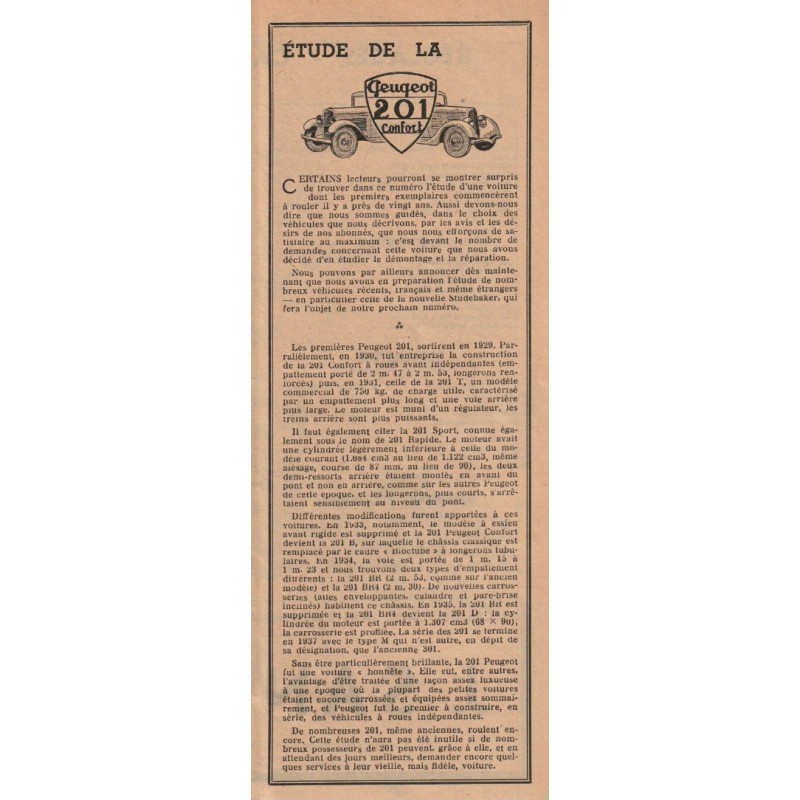 ÉTUDE DE LA
Peugeot
201
Confort
CERTAINS lecteurs pourront se montrer surpris
de trouver dans ce numéro l'étude d'une voiture
dont les premiers exemplaires commencèrent
à rouler il y a près de vingt ans. Aussi devons-nous
dire que nous sommes guidés, dans le choix des
véhicules que nous décrivons, par les avis et les dé-
sirs de nos abonnés, que nous nous efforçons de sa-
tisfaire au maximum : c'est devant le nombre de
demandes concernant cette voiture que nous avons
décidé d'en étudier le démontage et la réparation.
Nous pouvons par ailleurs annoncer dès mainte-
nant que nous avons en préparation l'étude de nom-
breux véhicules récents, français et même étrangers
— en particulier celle de la nouvelle Studebaker, qui
fera l'objet de notre prochain numéro.
Les premières Peugeot 201, sortirent en 1929. Par-
rallèlement, en 1930, fut entreprise la construction
de la 201 Confort à roues avant indépendantes (em-
pattement porté de 2 m. 47 à 2 m. 53, longerons ren-
forcés) puis, en 1931, celle de la 201 T, un modèle
commercial de 750 kg. de charge utile, caractérisé
par un empattement plus long et une voie arrière
plus large. Le moteur est muni d'un régulateur, les
freins arrière sont plus puissants.
Il faut également citer la 201 Sport, connue éga-
lement sous le nom de 201 Rapide. Le moteur avait
une cylindrée légèrement inférieure à celle du mo-
dèle courant (1.084 cm3 au lieu de 1.122 cm3, même
alésage, course de 87 mm. au lieu de 90), les deux
demi-ressorts arrière étaient montés en avant du
pont et non en arrière, comme sur les autres Peugeot
de cette époque, et les longerons, plus courts, s'arrê-
taient sensiblement au niveau du pont.
Différentes modifications furent apportées à ces
voitures. En 1933, notamment, le modèle à essieu
avant rigide est supprimé et la 201 Peugeot Confort
devient la 201 B, sur laquelle le châssis classique est
remplacé par le cadre « Bloctube » à longerons tubu-
laires. En 1934, la voie est portée de 1 m. 15 à
1 m. 23 et nous trouvons deux types d'empattement
différents : la 201 BR (2 m. 53, comme sur l'ancien
modèle) et la 201 BR4 (2 m. 30). De nouvelles carros-
series (ailes enveloppantes, calandre et pare-brise
inclinés) habillent ce châssis. En 1935, la 201 BR est
supprimée et la 201 BR4 devient la 201 D : la cy-
lindrée du moteur est portée à 1.307 cm3 (68 × 90),
la carrosserie est profilée. La série des 201 se termine
en 1937 avec le type M qui n'est autre, en dépit de
sa désignation, que l'ancienne 301.
Sans être particulièrement brillante, la 201 Peugeot
fut une voiture « honnête ». Elle eut, entre autres,
l'avantage d'être traitée d'une façon assez luxueuse
à une époque où la plupart des petites voitures
étaient encore carrossées et équipées assez sommai-
rement, et Peugeot fut le premier à construire, en
série, des véhicules à roues indépendantes.
De nombreuses 201, même anciennes, roulent en-
core. Cette étude n'aura pas été inutile si de nom-
breux possesseurs de 201 peuvent, grâce à elle, et en
attendant des jours meilleurs, demander encore quel-
ques services à leur vieille, mais fidèle, voiture.